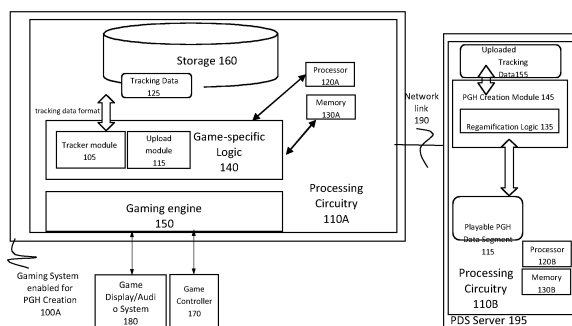 Storage 160
Tracking Data
125
tracking data format
Tracker module
105
Upload
module
115
Game-specific
Logic
140
Processor
120A
Memory
130A
Gaming engine
150
Processing
Circuitry
110A
Gaming System
enabled for
PGH Creation
100A
Game
Display/Audi
o System
180
Game
Controller
170
Network
link
190
Uploaded
Tracking
Data155
PGH Creation Module 145
Regamification Logic 135
Playable PGH
Data Segment
115
Processor
120B
Memory
130B
Processing
Circuitry
110B
PDS Server 195